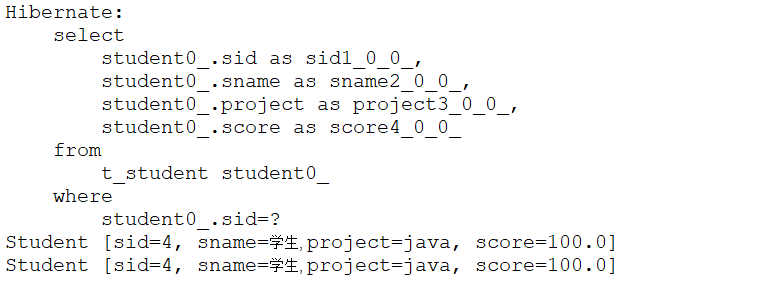 Hibernate:
    select
        student0_.sid as sid1_0_0_,
        student0_.sname as sname2_0_0_,
        student0_.project as project3_0_0_,
        student0_.score as score4_0_0_
    from
        t_student student0_
    where
        student0_.sid=?
Student [sid=4, sname=学生,project=java, score=100.0]
Student [sid=4, sname=学生,project=java, score=100.0]